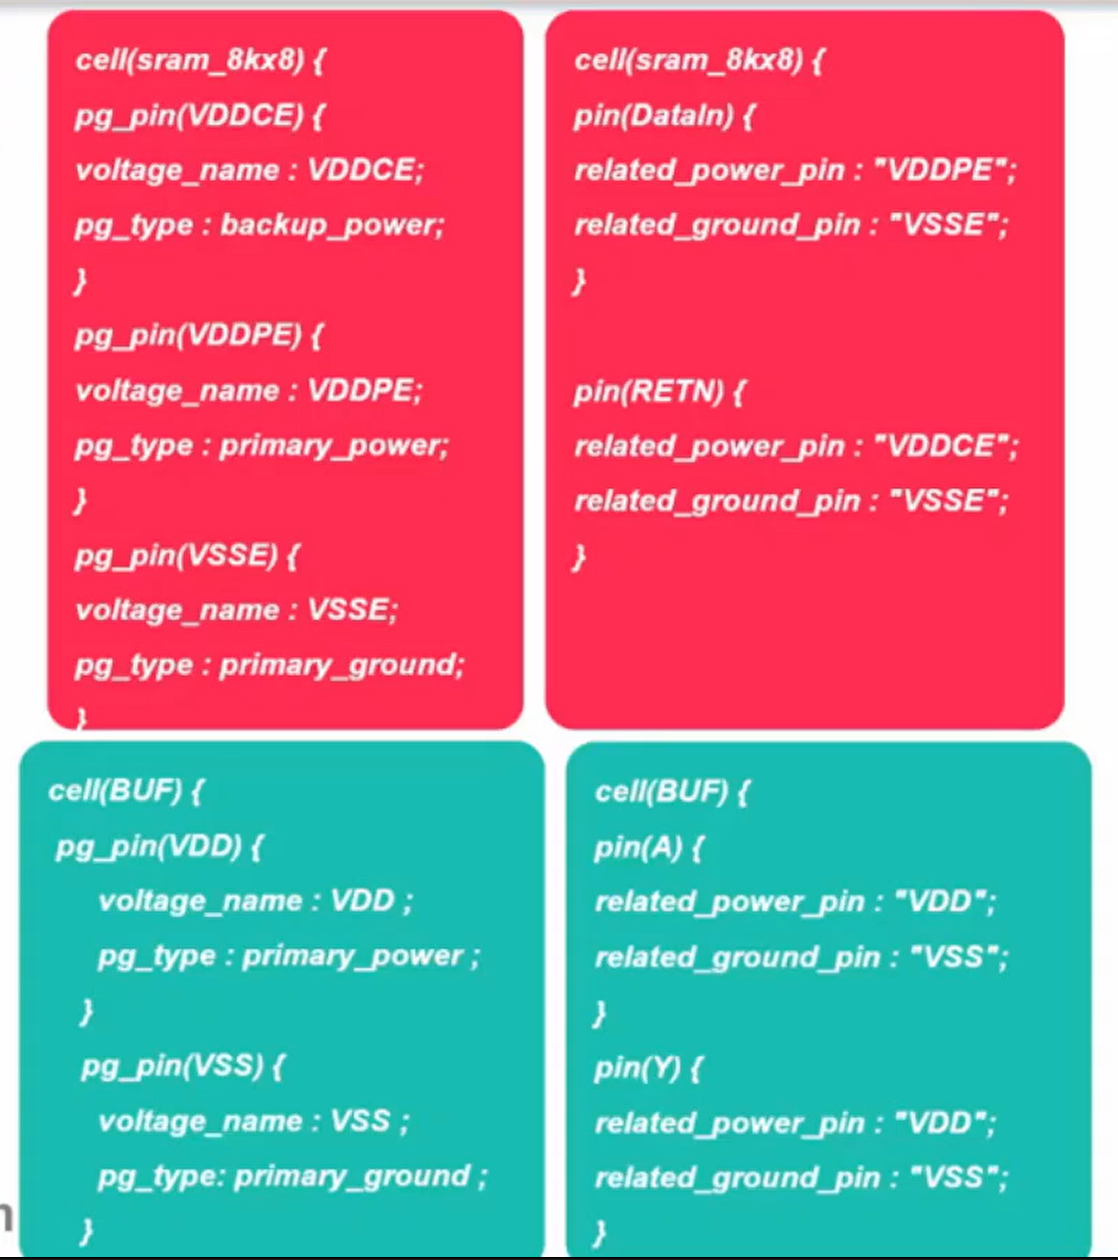 cell(sram_8kx8) {
pg_pin(VDDCE) {
voltage_name : VDDCE;
pg_type : backup_power;
}
pg_pin(VDDPE) {
voltage_name : VDDPE;
pg_type : primary_power;
}
pg_pin(VSSE) {
voltage_name : VSSE;
pg_type : primary_ground;
}
cell(sram_8kx8) {
pin(DataIn) {
related_power_pin : "VDDPE";
related_ground_pin : "VSSE";
}
pin(RETN) {
related_power_pin : "VDDCE";
related_ground_pin : "VSSE";
}
cell(BUF) {
pg_pin(VDD) {
voltage_name : VDD ;
pg_type : primary_power ;
}
pg_pin(VSS) {
voltage_name : VSS ;
pg_type: primary_ground ;
}
cell(BUF) {
pin(A) {
related_power_pin : "VDD";
related_ground_pin : "VSS";
}
pin(Y) {
related_power_pin : "VDD";
related_ground_pin : "VSS";
}